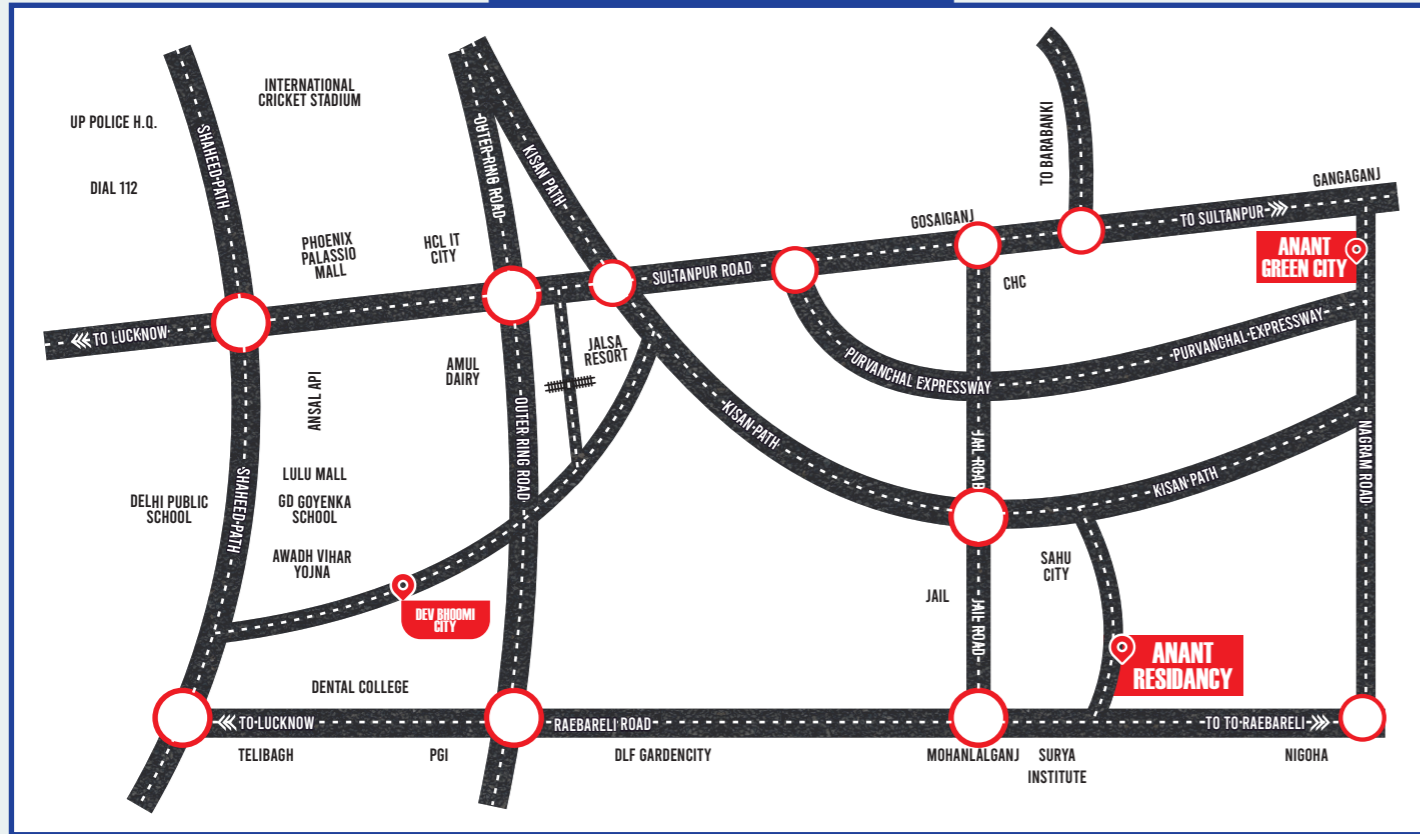 INTERNATIONAL
CRICKET STADIUM
UP POLICE H.Q.
DIAL 112
SHAHEED PATH
OUTER RING ROAD
KISAN PATH
TO BARABANKI
GANGAGANJ
GOSAIGANJ
TO SULTANPUR
PHOENIX
PALASSIO
MALL
HCL IT
CITY
ANANT
GREEN CITY
SULTANPUR ROAD
CHC
TO LUCKNOW
JALSA
RESORT
AMUL
DAIRY
PURVANCHAL EXPRESSWAY
PURVANCHAL EXPRESSWAY
ANSAL API
OUTER RING ROAD
KISAN PATH
JAIL ROAD
NAGRAM ROAD
LULU MALL
KISAN PATH
DELHI PUBLIC
SCHOOL
GD GOYENKA
SCHOOL
SHAHEED PATH
AWADH VIHAR
YOJNA
SAHU
CITY
JAIL
JAIL ROAD
DEV BHOOMI
CITY
ANANT
RESIDANCY
DENTAL COLLEGE
TO LUCKNOW
RAEBARELI ROAD
TO TO RAEBARELI
TELIBAGH
PGI
DLF GARDENCITY
MOHANLALGANJ
SURYA
INSTITUTE
NIGOHA